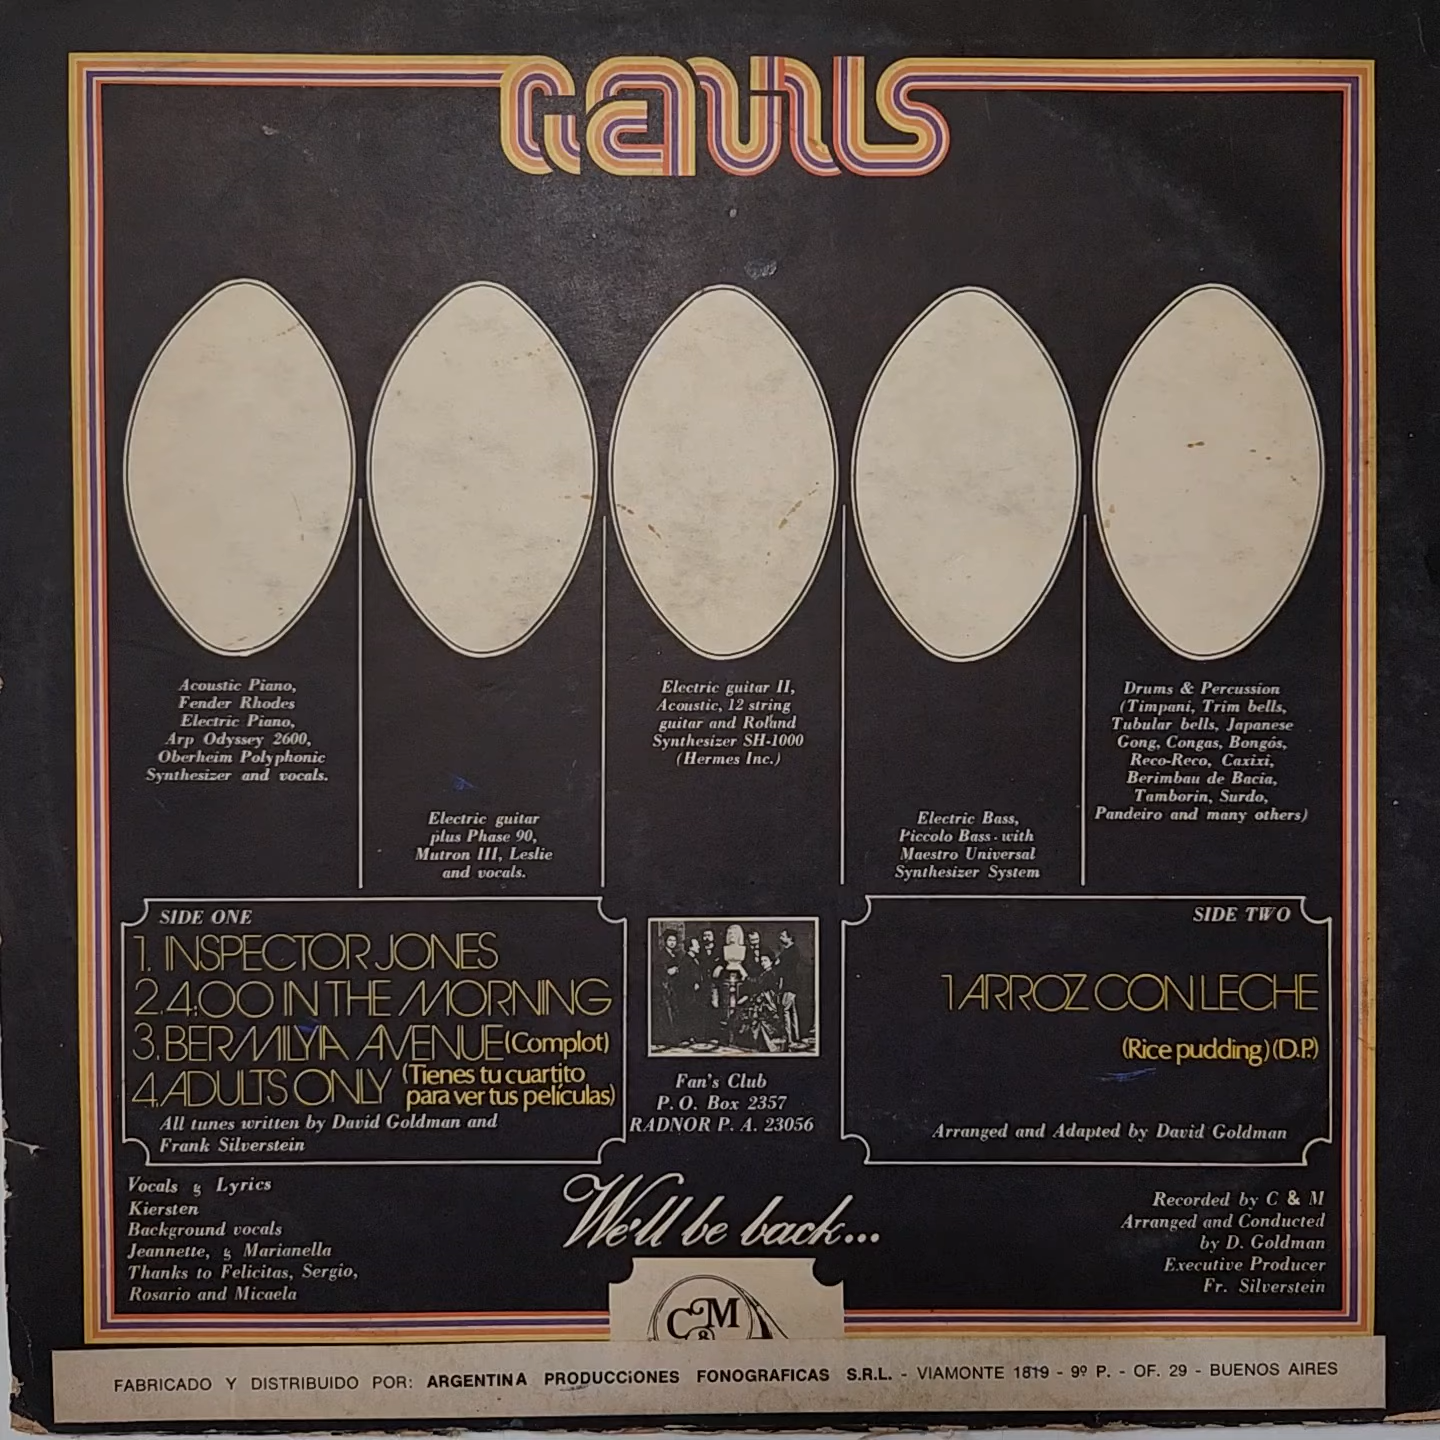 GENUS
Acoustic Piano,
Fender Rhodes
Electric Piano,
Arp Odyssey 2600,
Oberheim Polyphonic
Synthesizer and vocals.
Electric guitar
plus Phase 90,
Mutron III, Leslie
and vocals.
Electric guitar II,
Acoustic, 12 string
guitar and Roland
Synthesizer SH-1000
(Hermes Inc.)
Electric Bass,
Piccolo Bass - with
Maestro Universal
Synthesizer System
Drums & Percussion
(Timpani, Trim bells,
Tubular bells, Japanese
Gong, Congas, Bongós,
Reco-Reco, Caxixi,
Berimbau de Bacia,
Tamborin, Surdo,
Pandeiro and many others)
SIDE ONE
1. INSPECTOR JONES
2. 4:00 IN THE MORNING
3. BERMILYIA AVENUE (Complot)
4. ADULTS ONLY (Tienes tu cuartito
para ver tus películas)
All tunes written by David Goldman and
Frank Silverstein
Fan's Club
P. O. Box 2357
RADNOR P. A. 23056
SIDE TWO
1 ARROZ CON LECHE
(Rice pudding) (D.P.)
Arranged and Adapted by David Goldman
Vocals & Lyrics
Kiersten
Background vocals
Jeannette, & Marianella
Thanks to Felicitas, Sergio,
Rosario and Micaela
We'll be back...
Recorded by C & M
Arranged and Conducted
by D. Goldman
Executive Producer
Fr. Silverstein
C&M
FABRICADO Y DISTRIBUIDO POR: ARGENTINA PRODUCCiONES FONOGRAFICAS S.R.L. - VIAMONTE 1819 - 9º P. - OF. 29 - BUENOS AIRES